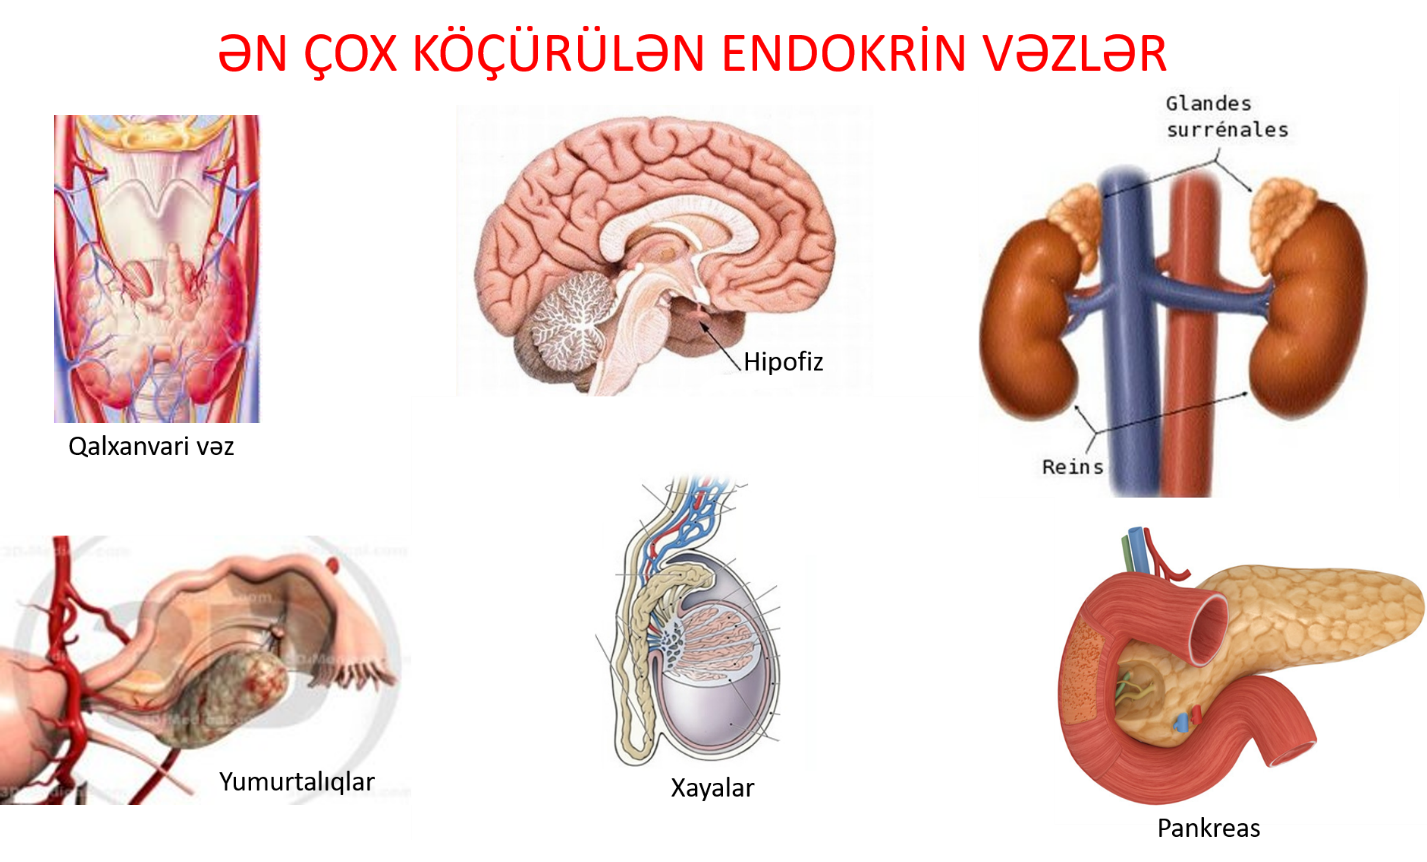 ƏN ÇOX KÖÇÜRÜLƏN ENDOKRİN VƏZLƏR
Glandes
surrénales
Hipofiz
Qalxanvari vəz
Reins
Yumurtalıqlar
Xayalar
Pankreas